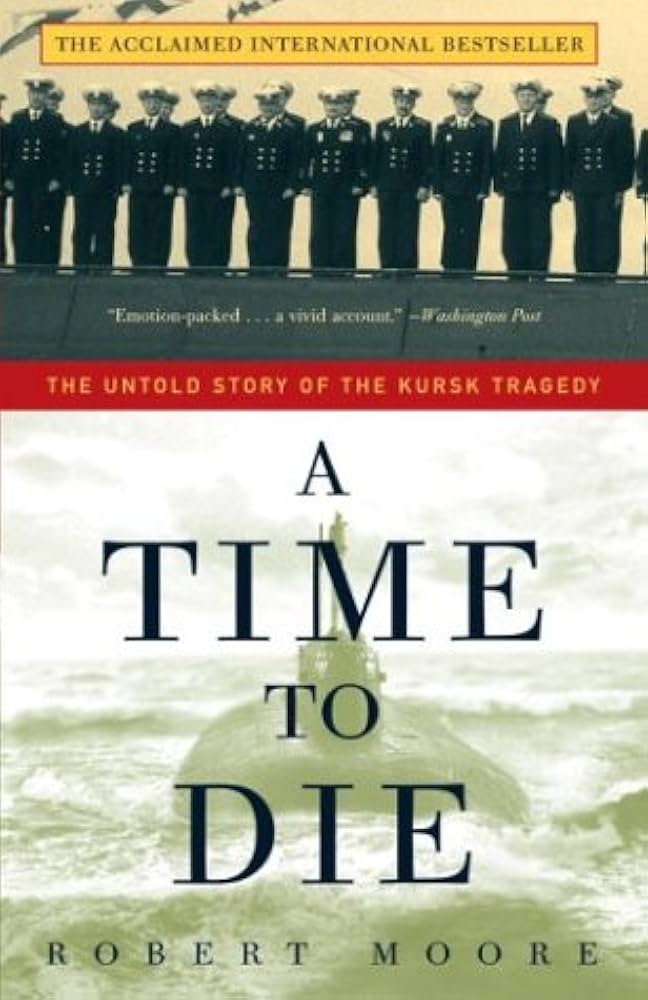 THE ACCLAIMED INTERNATIONAL BESTSELLER
“Emotion-packed . . . a vivid account.” –Washington Post
THE UNTOLD STORY OF THE KURSK TRAGEDY
A
TIME
TO
DIE
ROBERT MOORE